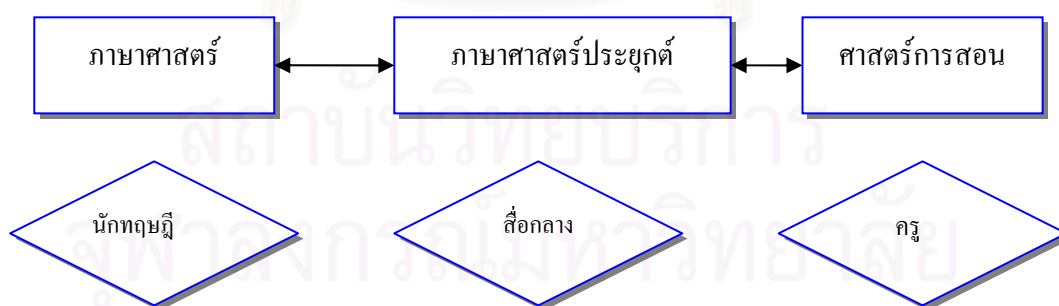 ภาษาศาสตร์ ภาษาศาสตร์ประยุกต์ ศาสตร์การสอน
สถาบันวิทยบริการ
นักทฤษฎี สื่อกลาง ครู
จุฬาลงกรณ์มหาวิทยาลัย